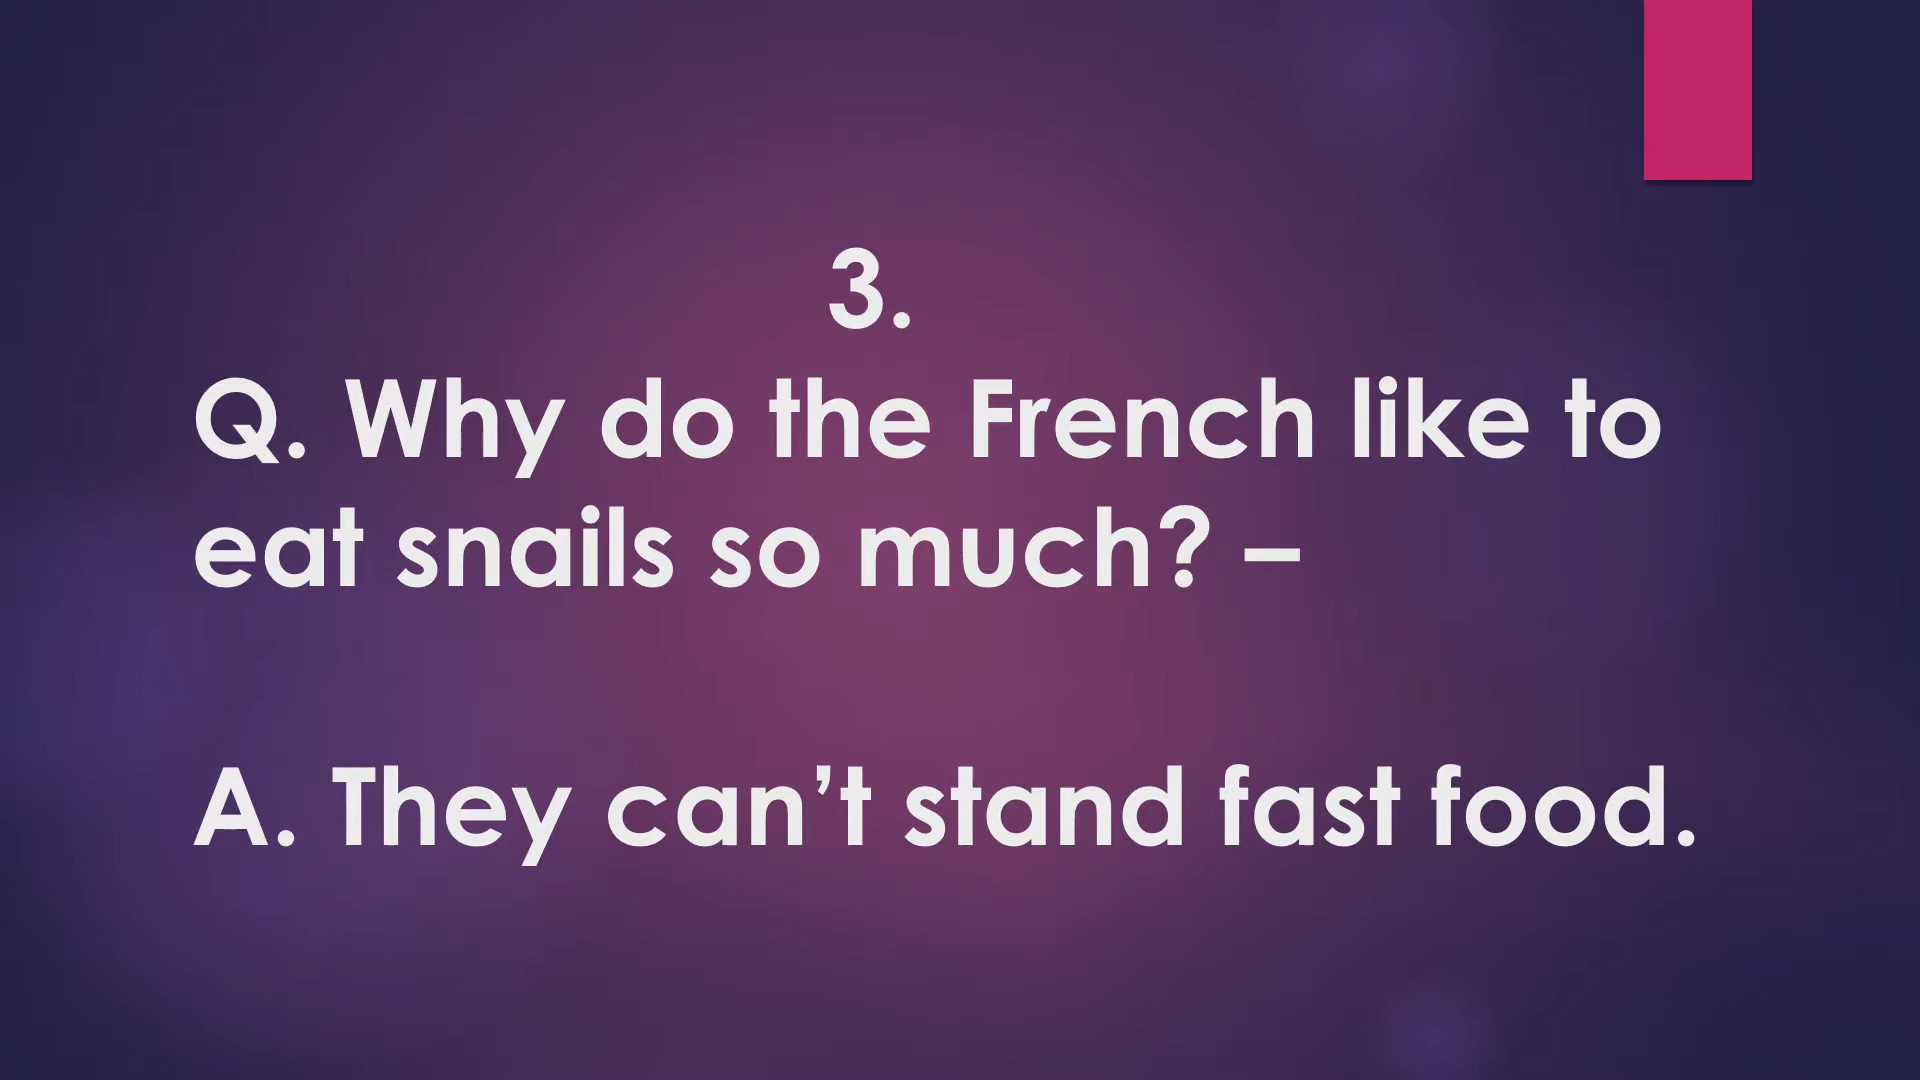 3.
Q. Why do the French like to
eat snails so much? –
A. They can’t stand fast food.